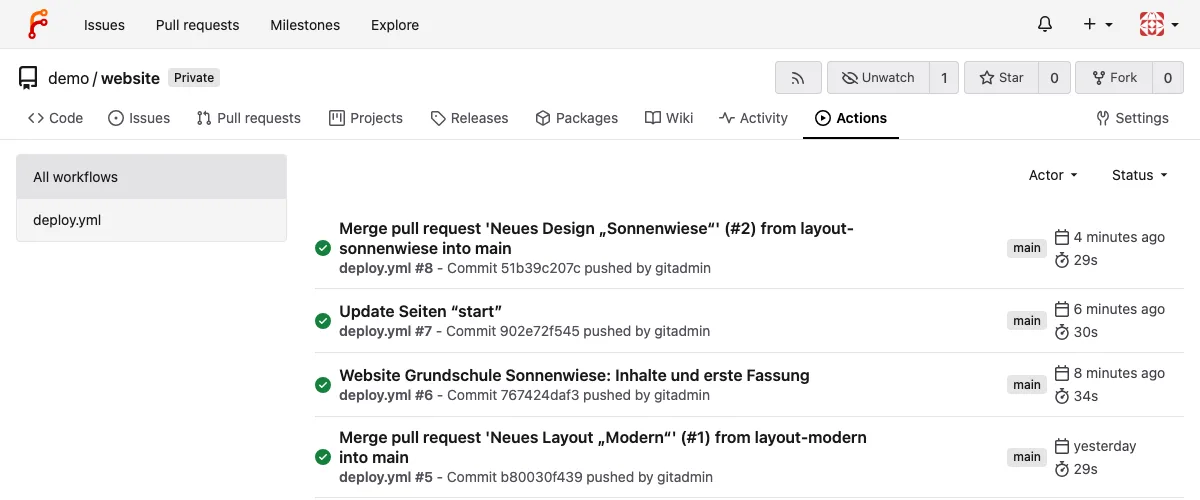 Issues Pull requests Milestones Explore
demo / website Private
Unwatch 1 Star 0 Fork 0
Code Issues Pull requests Projects Releases Packages Wiki Activity Actions Settings
All workflows
deploy.yml
Actor Status
Merge pull request 'Neues Design „Sonnenwiese“' (#2) from layout-
sonnenwiese into main
deploy.yml #8 - Commit 51b39c207c pushed by gitadmin
main
4 minutes ago
29s
Update Seiten “start”
deploy.yml #7 - Commit 902e72f545 pushed by gitadmin
main
6 minutes ago
30s
Website Grundschule Sonnenwiese: Inhalte und erste Fassung
deploy.yml #6 - Commit 767424daf3 pushed by gitadmin
main
8 minutes ago
34s
Merge pull request 'Neues Layout „Modern“' (#1) from layout-modern
into main
deploy.yml #5 - Commit b80030f439 pushed by gitadmin
main
yesterday
29s